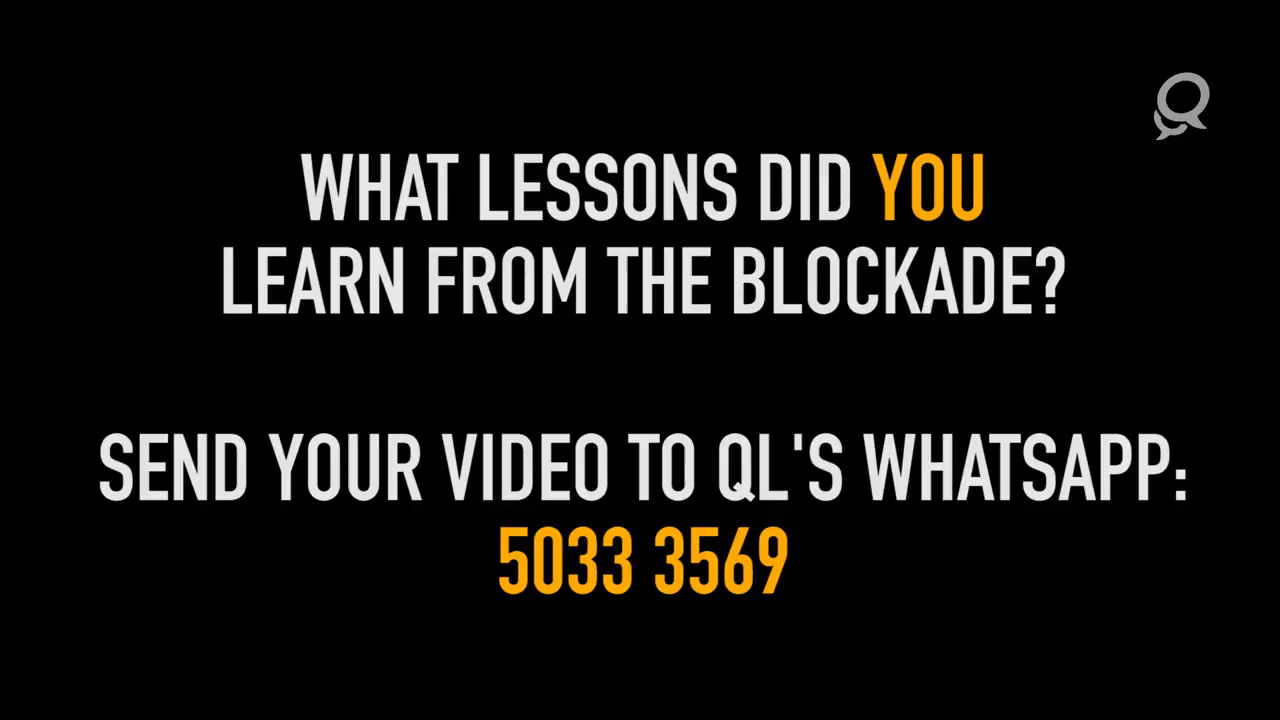 WHAT LESSONS DID YOU
LEARN FROM THE BLOCKADE?
SEND YOUR VIDEO TO QL'S WHATSAPP:
5033 3569